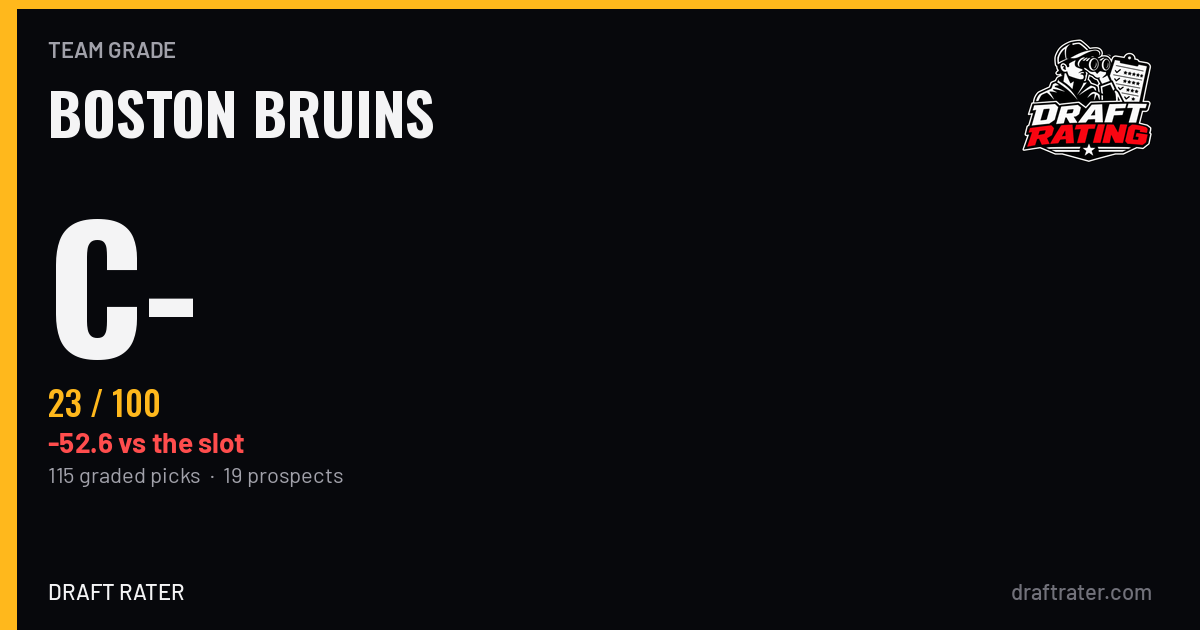 TEAM GRADE
BOSTON BRUINS
DRAFT
RATING
C-
23 / 100
-52.6 vs the slot
115 graded picks · 19 prospects
DRAFT RATER
draftrater.com